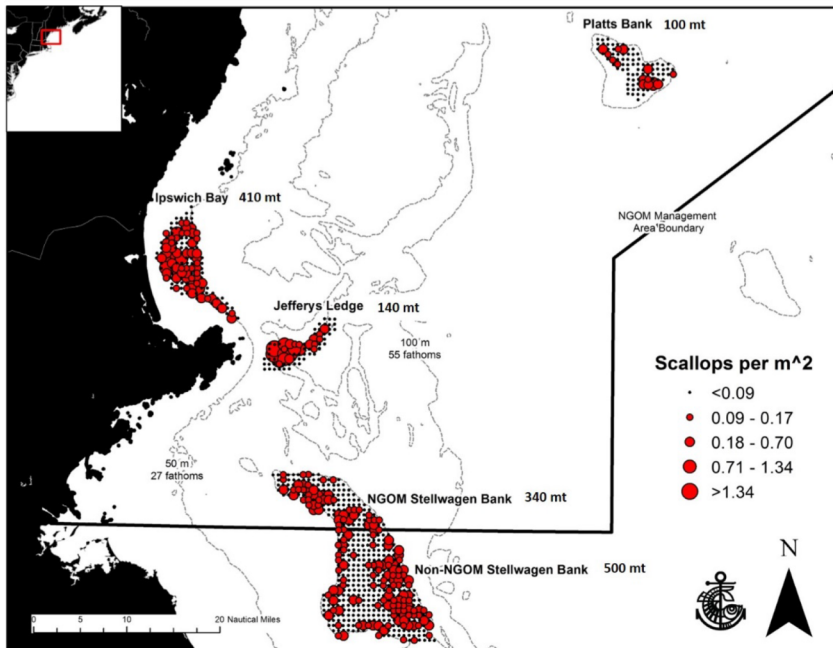 Platts Bank
100 mt
Ipswich Bay 410 mt
NGOM Management
Area Boundary
Jefferys Ledge 140 mt
100 m
55 fathoms
Scallops per m^2
<0.09
0.09 - 0.17
0.18 - 0.70
0.71 - 1.34
>1.34
50 m
27 fathoms
NGOM Stellwagen Bank 340 mt
Non-NGOM Stellwagen Bank 500 mt
N
0 5 10 20 Nautical Miles